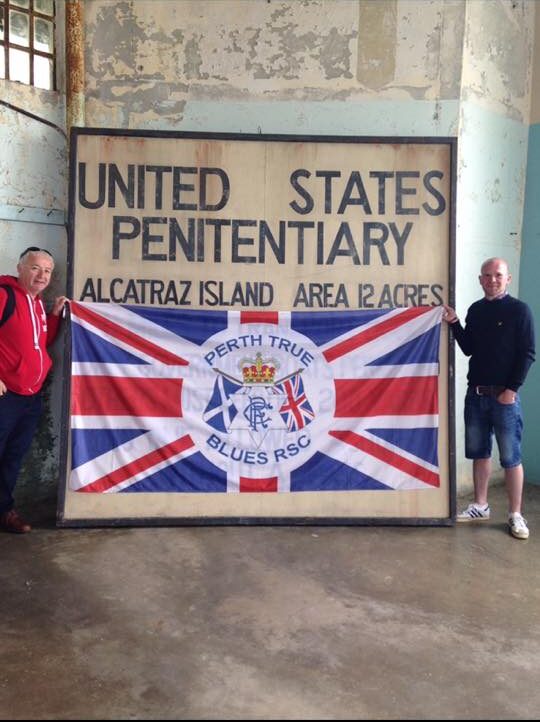 UNITED STATES
PENITENTIARY
ALCATRAZ ISLAND AREA 12 ACRES
PERTH TRUE
BLUES RSC